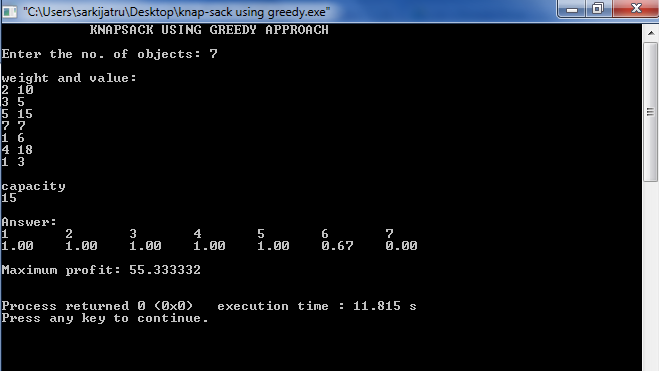 "C:\Users\sarkijatru\Desktop\knap-sack using greedy.exe"
KNAPSACK USING GREEDY APPROACH
Enter the no. of objects: 7
weight and value:
2 10
3 5
5 15
7 7
1 6
4 18
1 3
capacity
15
Answer:
1 2 3 4 5 6 7
1.00 1.00 1.00 1.00 1.00 0.67 0.00
Maximum profit: 55.333332
Process returned 0 (0x0) execution time : 11.815 s
Press any key to continue.